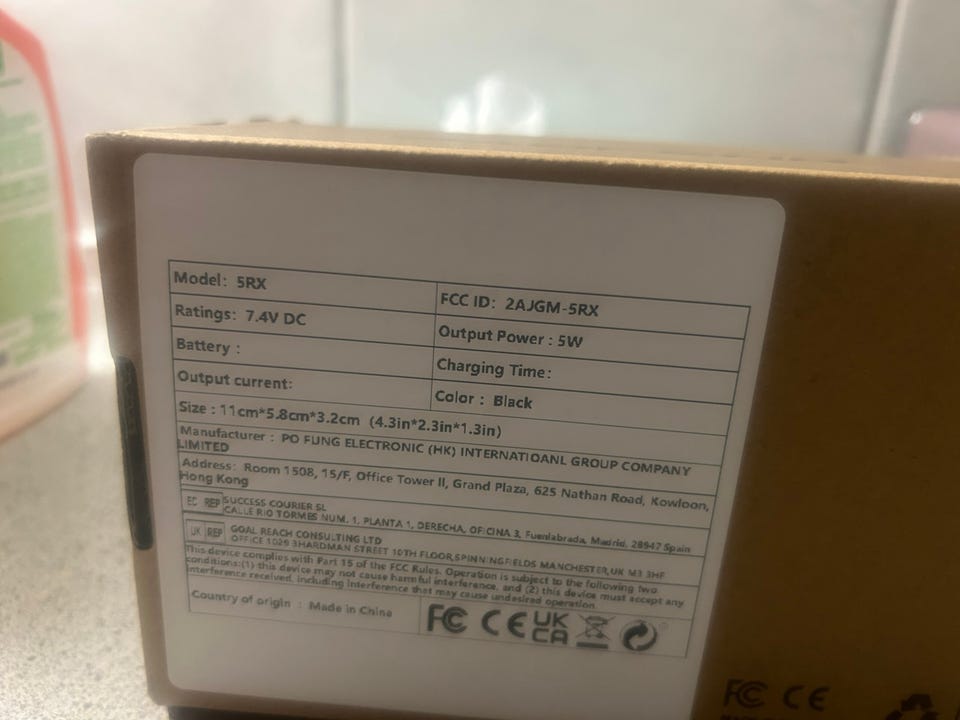 Model: 5RX
FCC ID: 2AJGM-5RX
Ratings: 7.4V DC
Output Power : 5W
Battery :
Charging Time:
Output current:
Color : Black
Size : 11cm*5.8cm*3.2cm (4.3in*2.3in*1.3in)
Manufacturer : PO FUNG ELECTRONIC (HK) INTERNATIOANL GROUP COMPANY
LIMITED
Address: Room 1508, 15/F, Office Tower II, Grand Plaza, 625 Nathan Road, Kowloon,
Hong Kong
EC REP SUCCESS COURIER SL
CALLE RIO TORMES NUM. 1, PLANTA 1, DERECHA, OFICINA 3, Fuenlabrada, Madrid, 28947 Spain
UK REP GOAL REACH CONSULTING LTD
OFFICE 1029 3HARDMAN STREET 10TH FLOOR,SPINNINGFIELDS MANCHESTER,UK M3 3HF
This device complies with Part 15 of the FCC Rules. Operation is subject to the following two
conditions:(1) this device may not cause harmful interference, and (2) this device must accept any
interference received, including interference that may cause undesired operation.
Country of origin : Made in China
FC CE UK
CA
FC CE